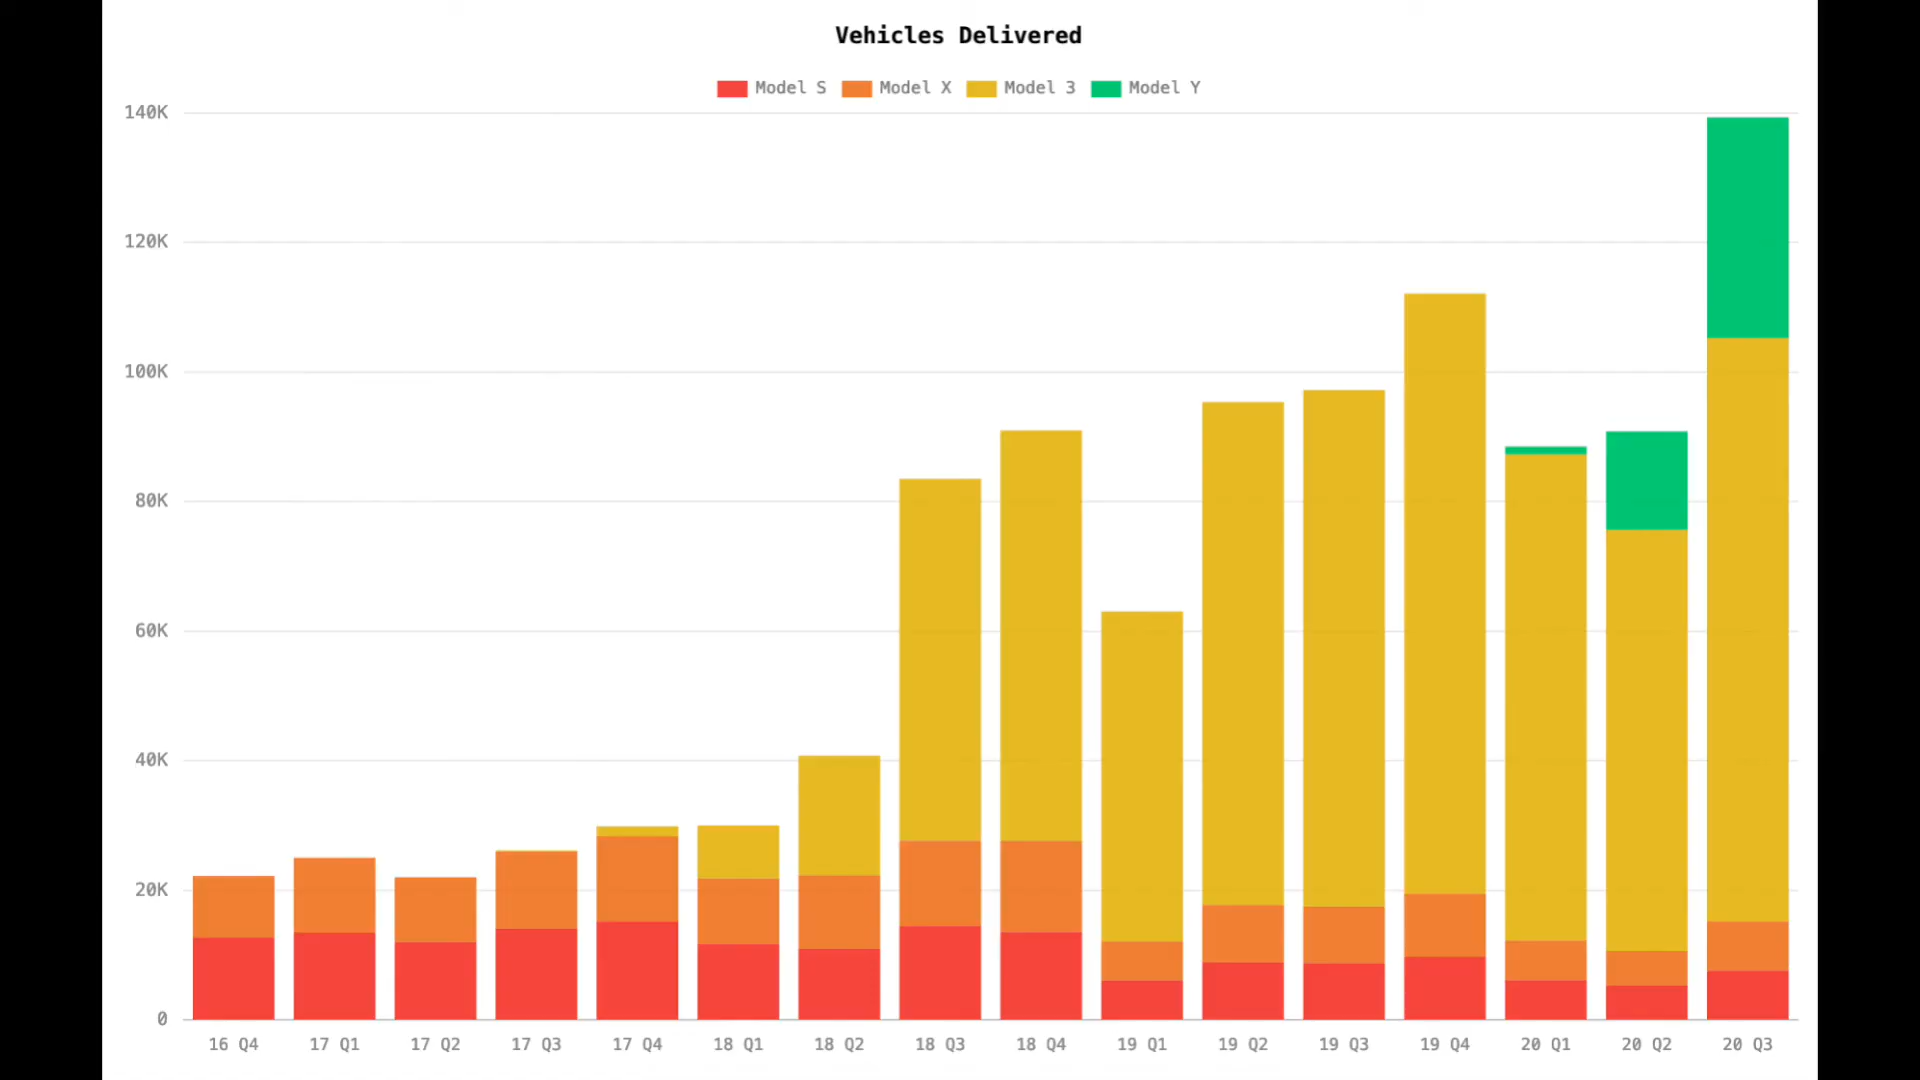 Vehicles Delivered
Model S Model X Model 3 Model Y
140K
120K
100K
80K
60K
40K
20K
0
16 Q4 17 Q1 17 Q2 17 Q3 17 Q4 18 Q1 18 Q2 18 Q3 18 Q4 19 Q1 19 Q2 19 Q3 19 Q4 20 Q1 20 Q2 20 Q3